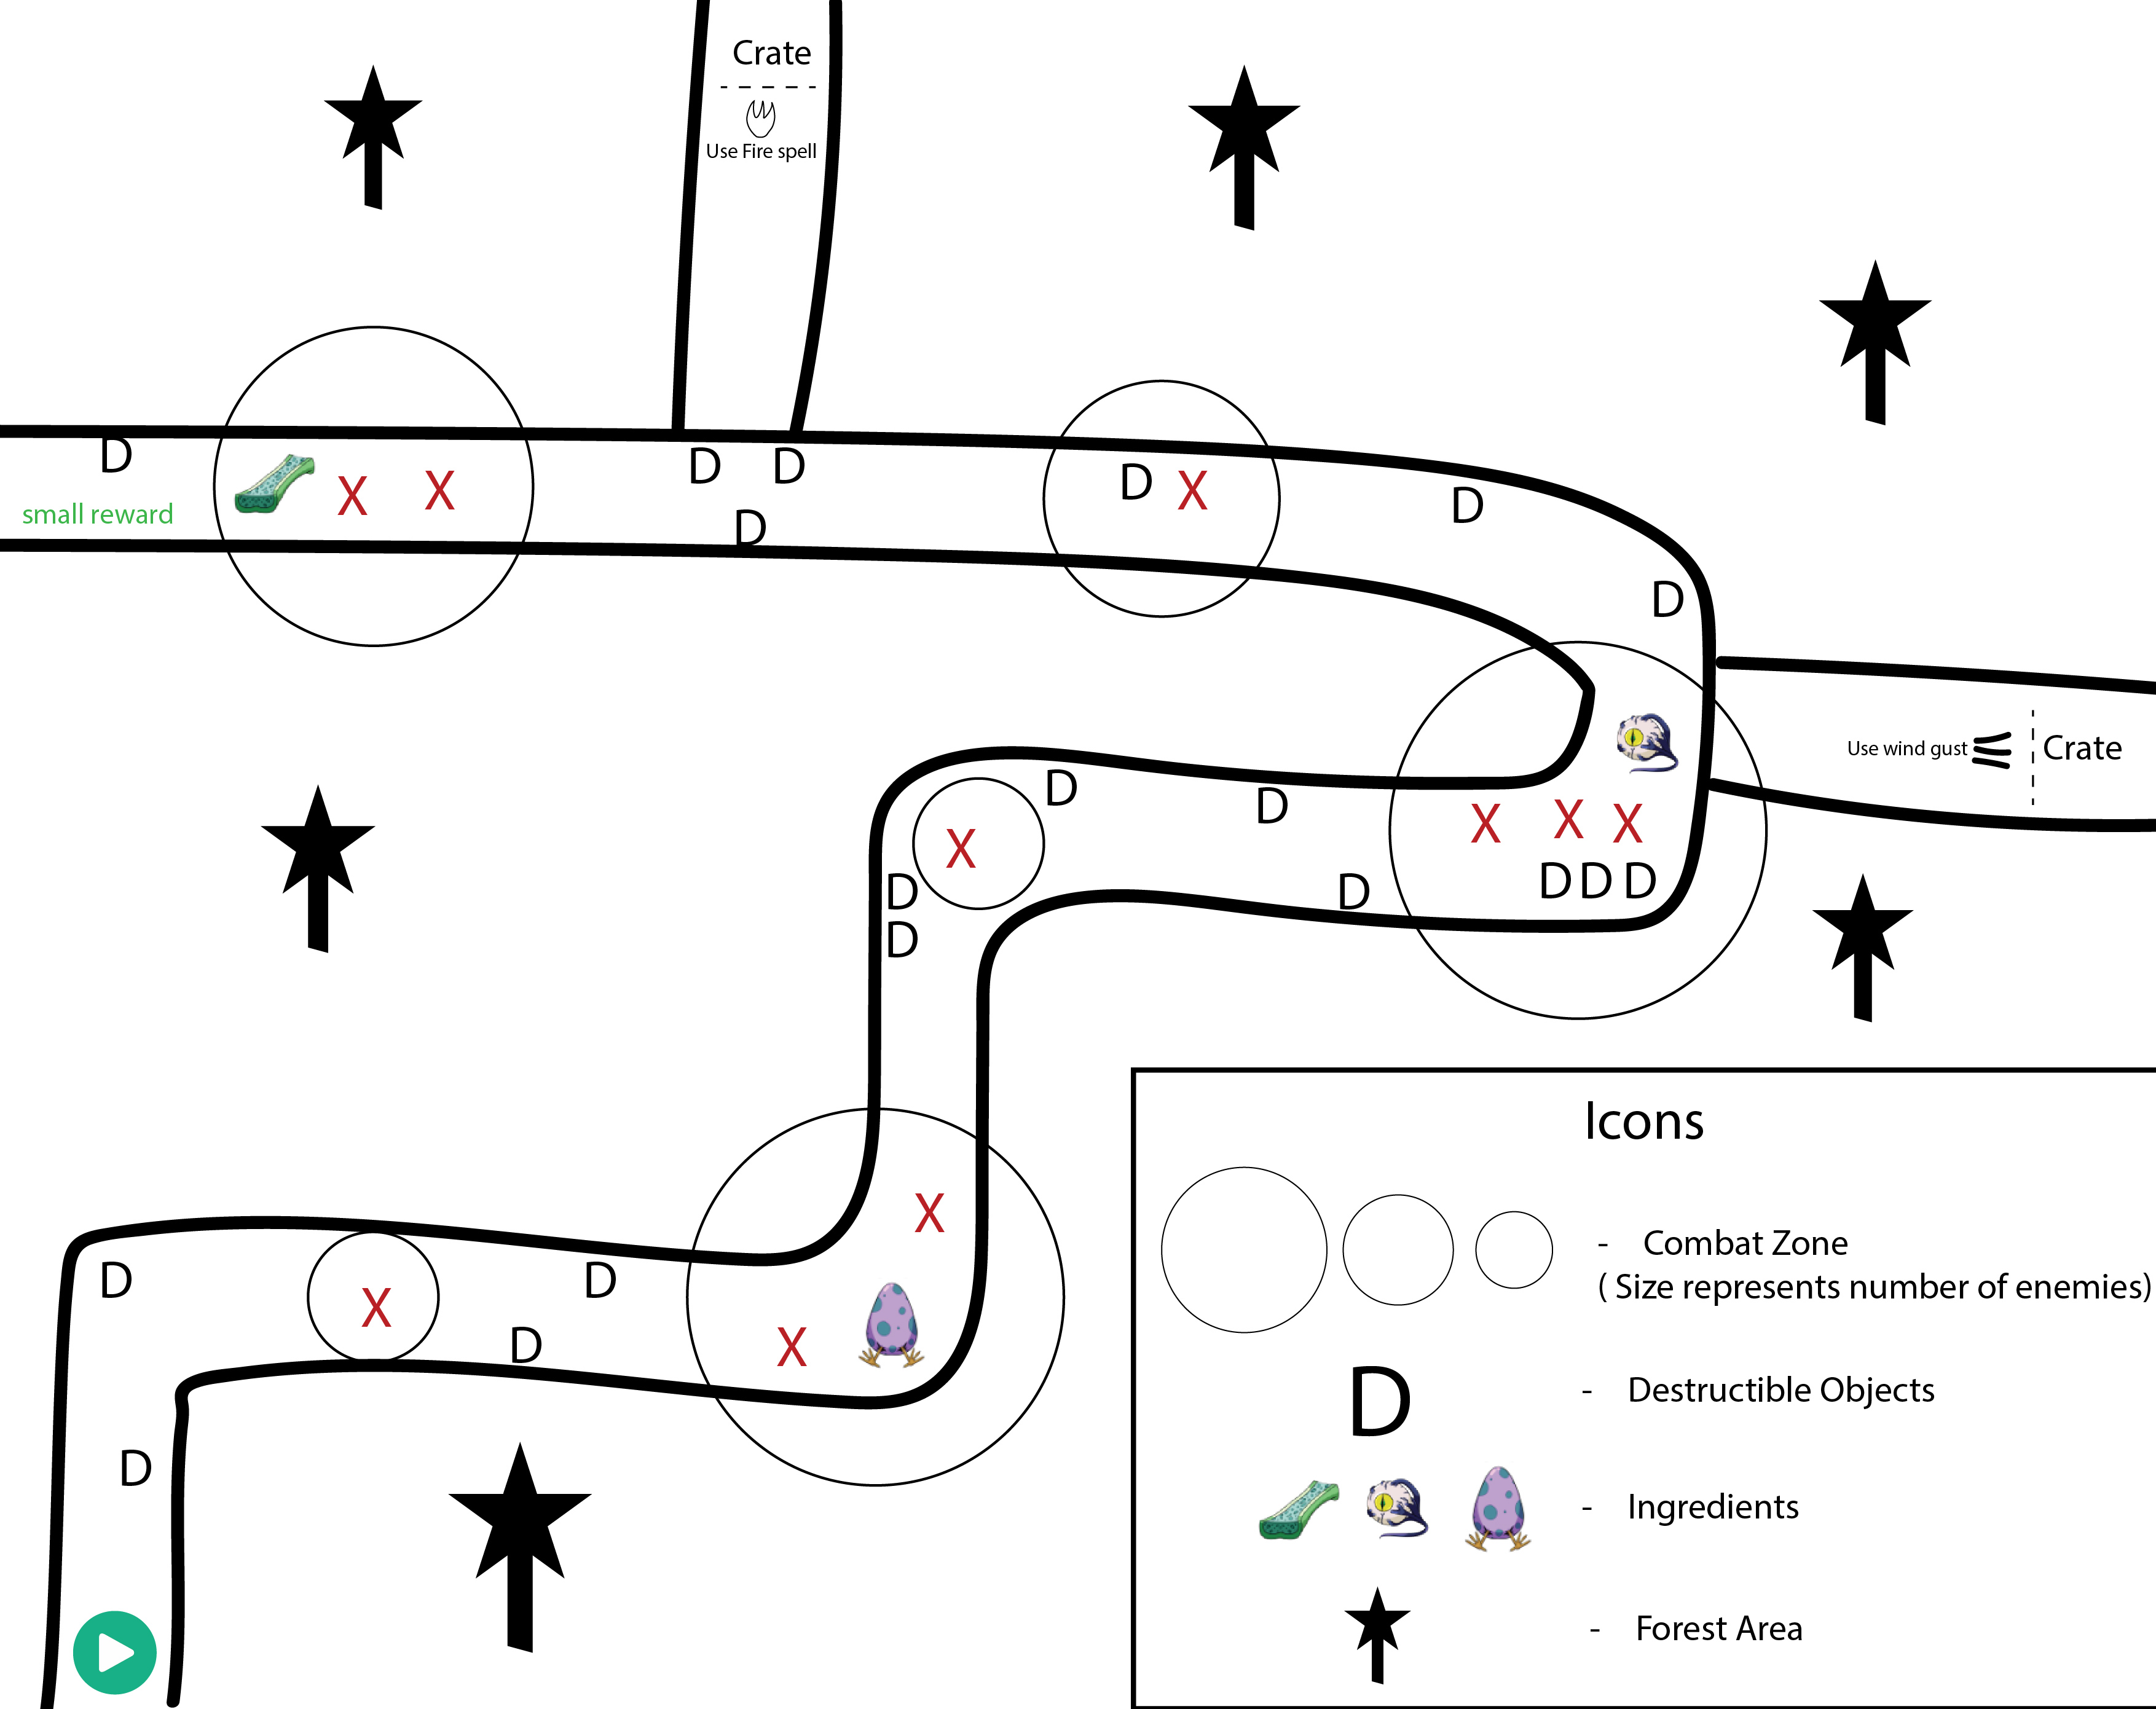 Crate
Use Fire spell
D
D D
D X
D
X X
small reward
D
D
D
D
X X X
Use wind gust
Crate
X
D
D
D D D
D
D
X
D
D
X
D
X
D
D
Icons
- Combat Zone
( Size represents number of enemies)
D - Destructible Objects
- Ingredients
- Forest Area